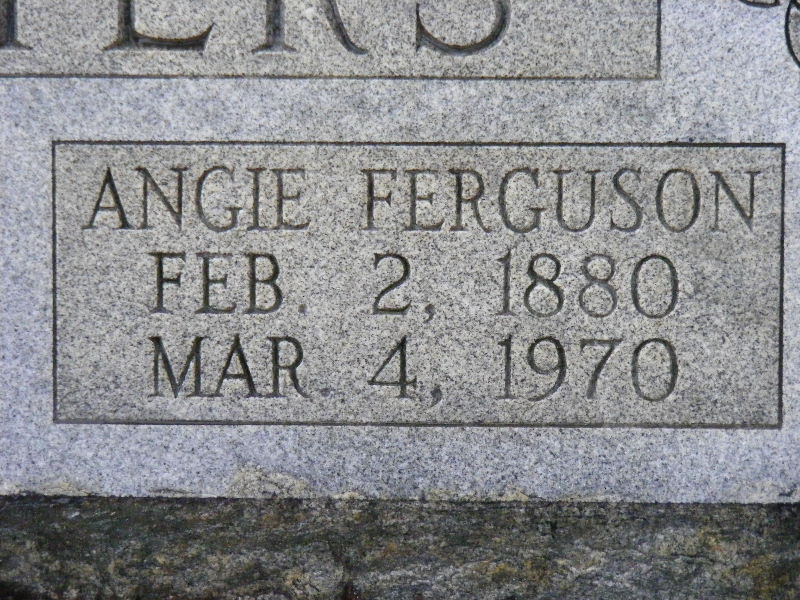 ANGIE FERGUSON
FEB. 2, 1880
MAR. 4, 1970